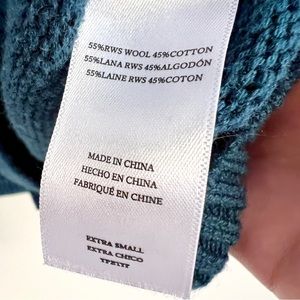 55%RWS WOOL 45%COTTON
55%LANA RWS 45%ALGODÓN
55%LAINE RWS 45%COTON
MADE IN CHINA
HECHO EN CHINA
FABRIQUÉ EN CHINE
EXTRA SMALL
EXTRA CHICO